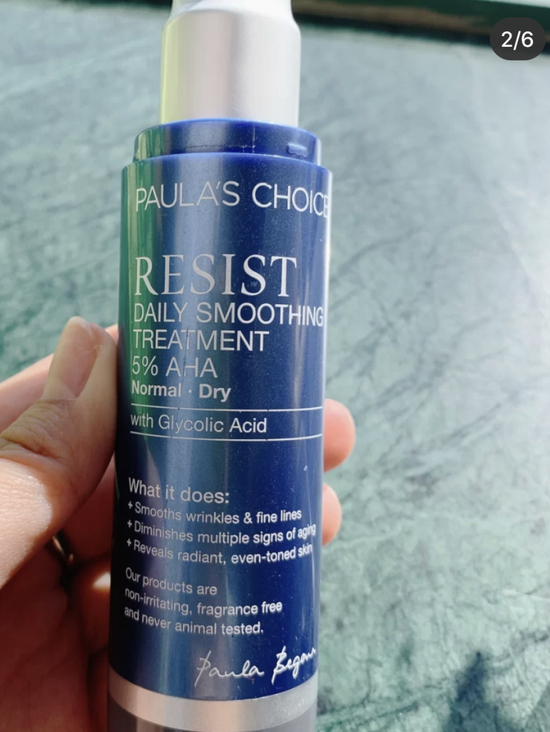 2/6
PAULA'S CHOICE
RESIST
DAILY SMOOTHING
TREATMENT
5% AHA
Normal · Dry
with Glycolic Acid
What it does:
+Smooths wrinkles & fine lines
+Diminishes multiple signs of aging
+Reveals radiant, even-toned skin
Our products are
non-irritating, fragrance free
and never animal tested.
Paula Begoun